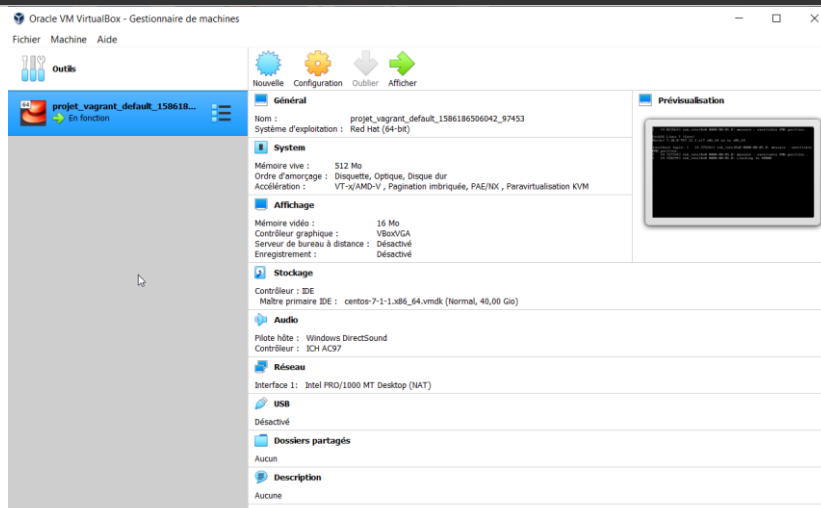 Oracle VM VirtualBox - Gestionnaire de machines
Fichier Machine Aide
Outils
Nouvelle Configuration Oublier Afficher
64
projet_vagrant_default_158618...
En fonction
Général
Nom : projet_vagrant_default_1586186506042_97453
Système d'exploitation : Red Hat (64-bit)
Prévisualisation
System
Mémoire vive : 512 Mo
Ordre d'amorçage : Disquette, Optique, Disque dur
Accélération : VT-x/AMD-V , Pagination imbriquée, PAE/NX , Paravirtualisation KVM
Affichage
Mémoire vidéo : 16 Mo
Contrôleur graphique : VBoxVGA
Serveur de bureau à distance : Désactivé
Enregistrement : Désactivé
Stockage
Contrôleur : IDE
Maître primaire IDE : centos-7-1-1.x86_64.vmdk (Normal, 40,00 Gio)
Audio
Pilote hôte : Windows DirectSound
Contrôleur : ICH AC97
Réseau
Interface 1: Intel PRO/1000 MT Desktop (NAT)
USB
Désactivé
Dossiers partagés
Aucun
Description
Aucune